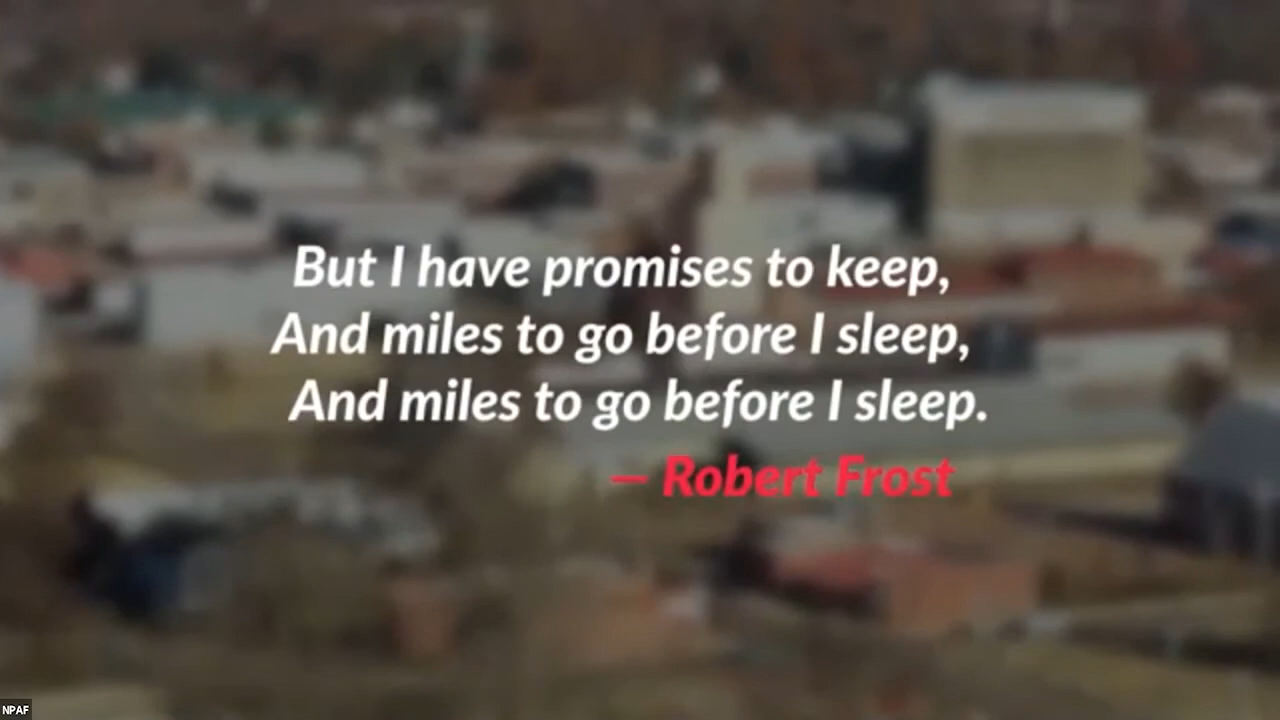 But I have promises to keep,
And miles to go before I sleep,
And miles to go before I sleep.
— Robert Frost
NPAF